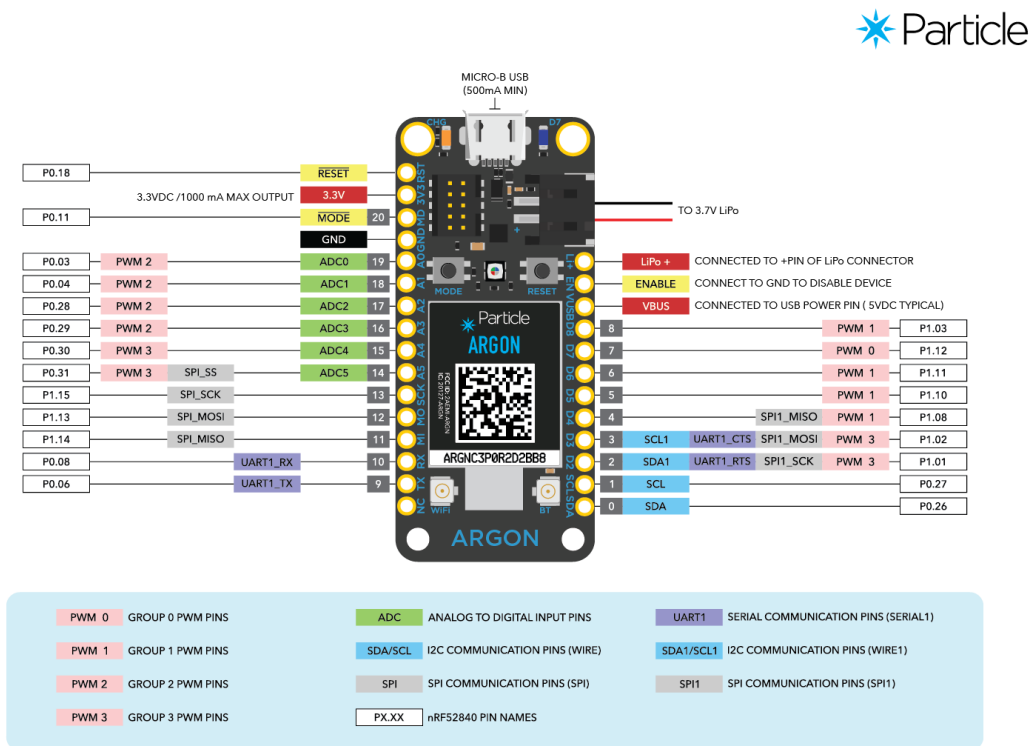 Particle
MICRO-B USB
(500mA MIN)
CHG
D7
P0.18 RESET RST
3.3VDC /1000 mA MAX OUTPUT 3.3V 3V3
P0.11 MODE 20 MD
GND GND
P0.03 PWM 2 ADC0 19 A0
P0.04 PWM 2 ADC1 18 A1
P0.28 PWM 2 ADC2 17 A2
P0.29 PWM 2 ADC3 16 A3
P0.30 PWM 3 ADC4 15 A4
P0.31 PWM 3 SPI_SS ADC5 14 A5
P1.15 SPI_SCK 13 SCK
P1.13 SPI_MOSI 12 MO
P1.14 SPI_MISO 11 MI
P0.08 UART1_RX 10 RX
P0.06 UART1_TX 9 TX
NC
+
MODE
RESET
Particle
ARGON
FCC ID: 2AEMI-ARGON
IC: 20127-ARGON
ARGNC3P0R2D2BB8
WIFI
BT
ARGON
TO 3.7V LiPo
LI+ LiPo + CONNECTED TO +PIN OF LiPo CONNECTOR
EN ENABLE CONNECT TO GND TO DISABLE DEVICE
VUSB VBUS CONNECTED TO USB POWER PIN ( 5VDC TYPICAL)
D8 8 PWM 1 P1.03
D7 7 PWM 0 P1.12
D6 6 PWM 1 P1.11
D5 5 PWM 1 P1.10
D4 4 SPI1_MISO PWM 1 P1.08
D3 3 SCL1 UART1_CTS SPI1_MOSI PWM 3 P1.02
D2 2 SDA1 UART1_RTS SPI1_SCK PWM 3 P1.01
SCL 1 SCL P0.27
SDA 0 SDA P0.26
PWM 0 GROUP 0 PWM PINS
PWM 1 GROUP 1 PWM PINS
PWM 2 GROUP 2 PWM PINS
PWM 3 GROUP 3 PWM PINS
ADC ANALOG TO DIGITAL INPUT PINS
SDA/SCL I2C COMMUNICATION PINS (WIRE)
SPI SPI COMMUNICATION PINS (SPI)
PX.XX nRF52840 PIN NAMES
UART1 SERIAL COMMUNICATION PINS (SERIAL1)
SDA1/SCL1 I2C COMMUNICATION PINS (WIRE1)
SPI1 SPI COMMUNICATION PINS (SPI1)